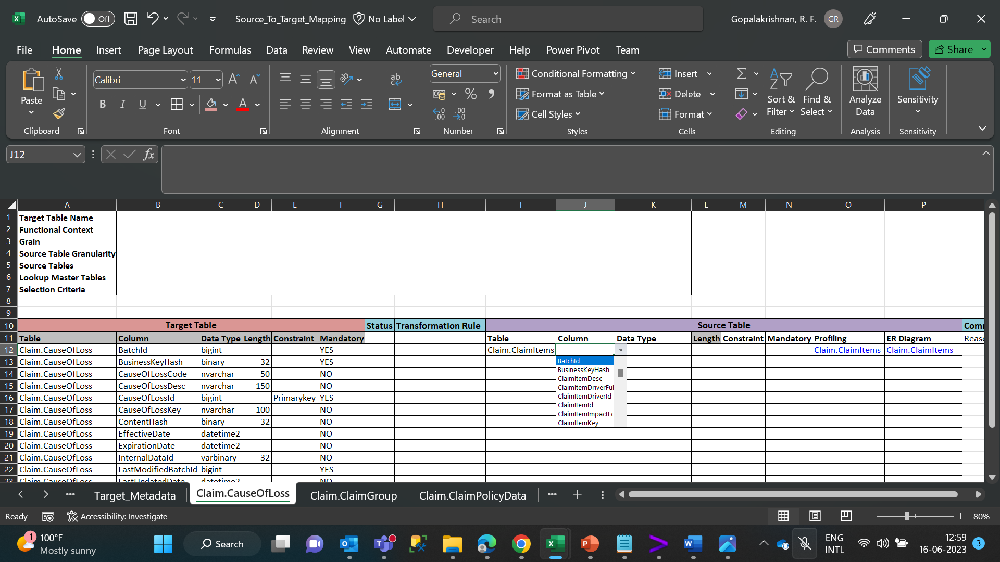 AutoSave Off Source_To_Target_Mapping No Label Search Gopalakrishnan, R. F. GR
File Home Insert Page Layout Formulas Data Review View Automate Developer Help Power Pivot Team Comments Share
Paste Calibri 11 General Conditional Formatting Format as Table Cell Styles Insert Delete Format Sort & Filter Find & Select Analyze Data Sensitivity
Clipboard Font Alignment Number Styles Cells Editing Analysis Sensitivity
J12 fx
A B C D E F G H I J K L M N O P
1 Target Table Name
2 Functional Context
3 Grain
4 Source Table Granularity
5 Source Tables
6 Lookup Master Tables
7 Selection Criteria
8
9
10 Target Table Status Transformation Rule Source Table Com
11 Table Column Data Type Length Constraint Mandatory Table Column Data Type Length Constraint Mandatory Profiling ER Diagram Reas
12 Claim.CauseOfLoss BatchId bigint YES Claim.ClaimItems Claim.ClaimItems Claim.ClaimItems
13 Claim.CauseOfLoss BusinessKeyHash binary 32 YES
14 Claim.CauseOfLoss CauseOfLossCode nvarchar 50 NO
15 Claim.CauseOfLoss CauseOfLossDesc nvarchar 150 NO
16 Claim.CauseOfLoss CauseOfLossId bigint Primarykey YES
17 Claim.CauseOfLoss CauseOfLossKey nvarchar 100 NO
18 Claim.CauseOfLoss ContentHash binary 32 NO
19 Claim.CauseOfLoss EffectiveDate datetime2 NO
20 Claim.CauseOfLoss ExpirationDate datetime2 NO
21 Claim.CauseOfLoss InternalDataId varbinary 32 NO
22 Claim.CauseOfLoss LastModifiedBatchId bigint YES
23 Claim.CauseOfLoss LastUpdatedDate datetime2 NO
BatchId
BusinessKeyHash
ClaimItemDesc
ClaimItemDriverFul
ClaimItemDriverId
ClaimItemId
ClaimItemImpactLo
ClaimItemKey
Target_Metadata Claim.CauseOfLoss Claim.ClaimGroup Claim.ClaimPolicyData
Ready Accessibility: Investigate 80%
1 100°F
Mostly sunny
Search
ENG
INTL
12:59
16-06-2023
3